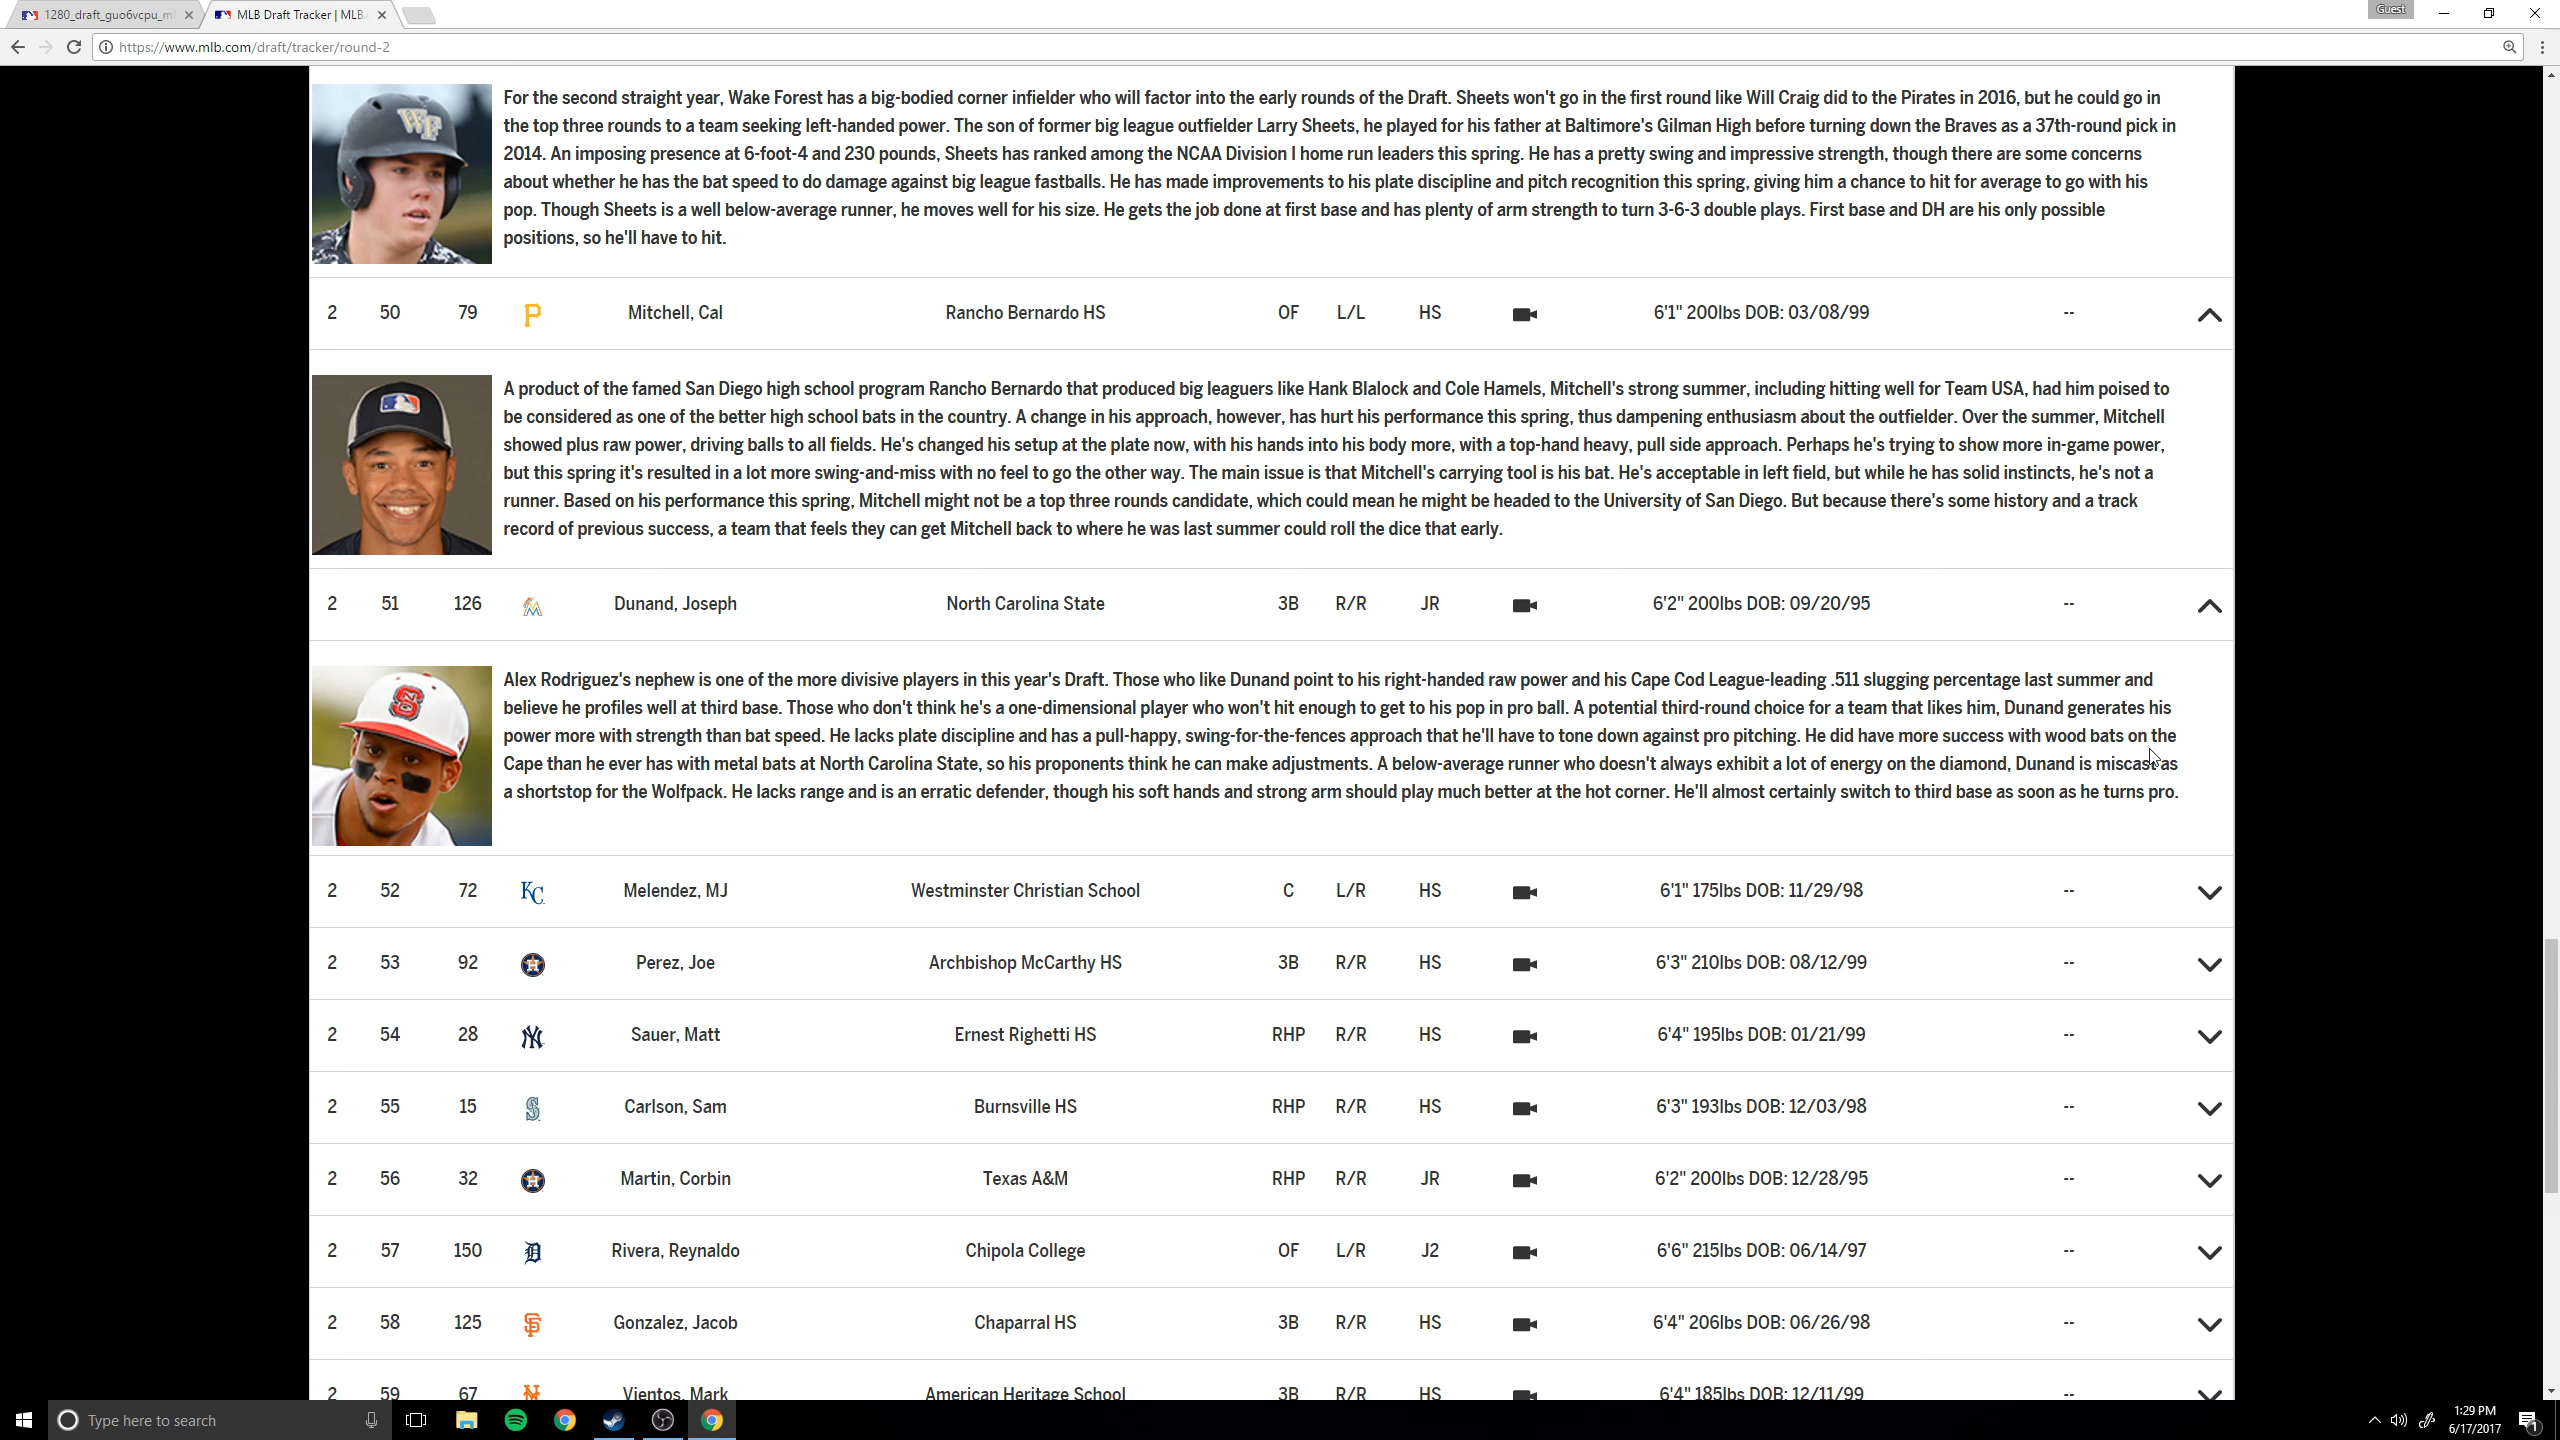 1280_draft_guo6vcpu_m
MLB Draft Tracker | MLB.
Guest
https://www.mlb.com/draft/tracker/round-2
WF
For the second straight year, Wake Forest has a big-bodied corner infielder who will factor into the early rounds of the Draft. Sheets won't go in the first round like Will Craig did to the Pirates in 2016, but he could go in
the top three rounds to a team seeking left-handed power. The son of former big league outfielder Larry Sheets, he played for his father at Baltimore's Gilman High before turning down the Braves as a 37th-round pick in
2014. An imposing presence at 6-foot-4 and 230 pounds, Sheets has ranked among the NCAA Division I home run leaders this spring. He has a pretty swing and impressive strength, though there are some concerns
about whether he has the bat speed to do damage against big league fastballs. He has made improvements to his plate discipline and pitch recognition this spring, giving him a chance to hit for average to go with his
pop. Though Sheets is a well below-average runner, he moves well for his size. He gets the job done at first base and has plenty of arm strength to turn 3-6-3 double plays. First base and DH are his only possible
positions, so he'll have to hit.
2 50 79 P Mitchell, Cal Rancho Bernardo HS OF L/L HS 6'1" 200lbs DOB: 03/08/99 --
A product of the famed San Diego high school program Rancho Bernardo that produced big leaguers like Hank Blalock and Cole Hamels, Mitchell's strong summer, including hitting well for Team USA, had him poised to
be considered as one of the better high school bats in the country. A change in his approach, however, has hurt his performance this spring, thus dampening enthusiasm about the outfielder. Over the summer, Mitchell
showed plus raw power, driving balls to all fields. He's changed his setup at the plate now, with his hands into his body more, with a top-hand heavy, pull side approach. Perhaps he's trying to show more in-game power,
but this spring it's resulted in a lot more swing-and-miss with no feel to go the other way. The main issue is that Mitchell's carrying tool is his bat. He's acceptable in left field, but while he has solid instincts, he's not a
runner. Based on his performance this spring, Mitchell might not be a top three rounds candidate, which could mean he might be headed to the University of San Diego. But because there's some history and a track
record of previous success, a team that feels they can get Mitchell back to where he was last summer could roll the dice that early.
2 51 126 M Dunand, Joseph North Carolina State 3B R/R JR 6'2" 200lbs DOB: 09/20/95 --
S
Alex Rodriguez's nephew is one of the more divisive players in this year's Draft. Those who like Dunand point to his right-handed raw power and his Cape Cod League-leading .511 slugging percentage last summer and
believe he profiles well at third base. Those who don't think he's a one-dimensional player who won't hit enough to get to his pop in pro ball. A potential third-round choice for a team that likes him, Dunand generates his
power more with strength than bat speed. He lacks plate discipline and has a pull-happy, swing-for-the-fences approach that he'll have to tone down against pro pitching. He did have more success with wood bats on the
Cape than he ever has with metal bats at North Carolina State, so his proponents think he can make adjustments. A below-average runner who doesn't always exhibit a lot of energy on the diamond, Dunand is miscast as
a shortstop for the Wolfpack. He lacks range and is an erratic defender, though his soft hands and strong arm should play much better at the hot corner. He'll almost certainly switch to third base as soon as he turns pro.
2 52 72 KC Melendez, MJ Westminster Christian School C L/R HS 6'1" 175lbs DOB: 11/29/98 --
2 53 92 H Perez, Joe Archbishop McCarthy HS 3B R/R HS 6'3" 210lbs DOB: 08/12/99 --
2 54 28 NY Sauer, Matt Ernest Righetti HS RHP R/R HS 6'4" 195lbs DOB: 01/21/99 --
2 55 15 S Carlson, Sam Burnsville HS RHP R/R HS 6'3" 193lbs DOB: 12/03/98 --
2 56 32 H Martin, Corbin Texas A&M RHP R/R JR 6'2" 200lbs DOB: 12/28/95 --
2 57 150 D Rivera, Reynaldo Chipola College OF L/R J2 6'6" 215lbs DOB: 06/14/97 --
2 58 125 SF Gonzalez, Jacob Chaparral HS 3B R/R HS 6'4" 206lbs DOB: 06/26/98 --
2 59 67 NY Vientos, Mark American Heritage School 3B R/R HS 6'4" 185lbs DOB: 12/11/99 --
Type here to search
1:29 PM
6/17/2017
1